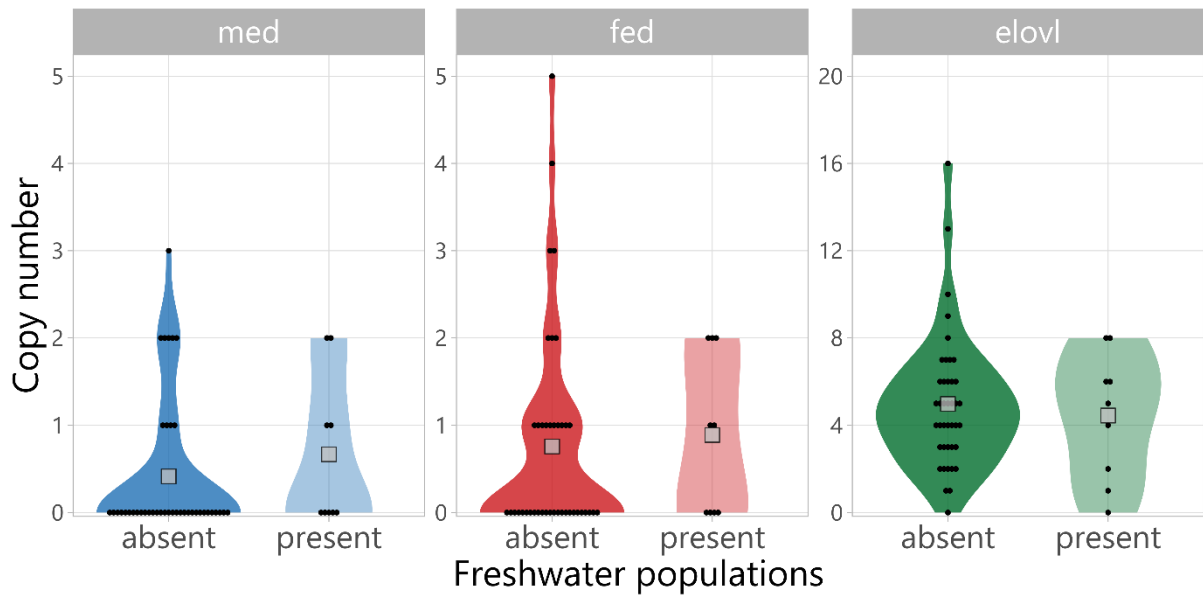 med fed elovl
Copy number
5 5 20
4 4 16
3 3 12
2 2 8
1 1 4
0 0 0
absent present absent present absent present
Freshwater populations